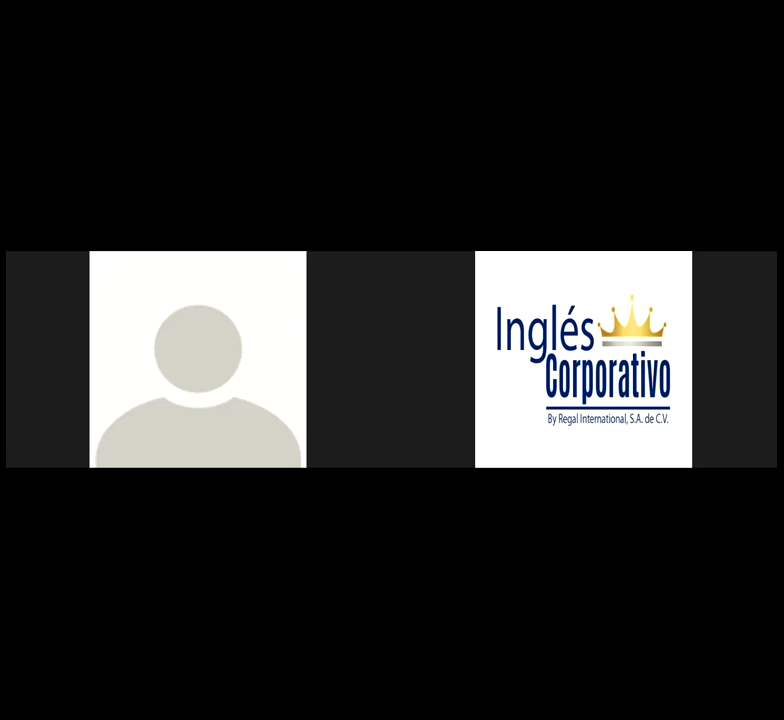 Inglés
Corporativo
By Regal International, S.A. de C.V.